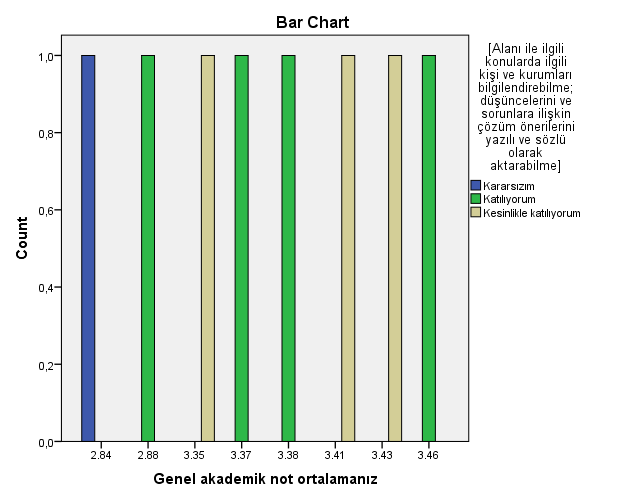 Bar Chart
[Alanı ile ilgili
konularda ilgili
kişi ve kurumları
bilgilendirebilme;
düşüncelerini ve
sorunlara ilişkin
çözüm önerilerini
yazılı ve sözlü
olarak
aktarabilme]
Kararsızım
Katılıyorum
Kesinlikle katılıyorum
Count
1,0
0,8
0,6
0,4
0,2
0,0
2.84 2.88 3.35 3.37 3.38 3.41 3.43 3.46
Genel akademik not ortalamanız